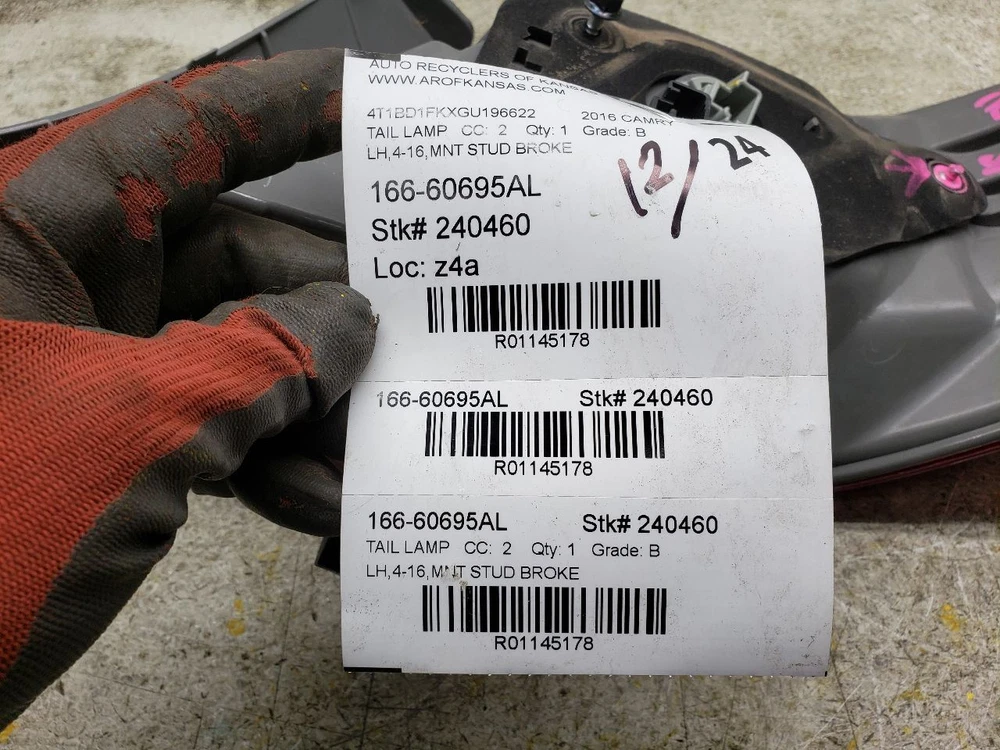 AUTO RECYCLERS OF KANSAS
WWW.AROFKANSAS.COM
4T1BD1FKXGU196622 2016 CAMRY
TAIL LAMP CC: 2 Qty: 1 Grade: B
LH,4-16,MNT STUD BROKE
12/24
166-60695AL
Stk# 240460
Loc: z4a
R01145178
166-60695AL Stk# 240460
R01145178
166-60695AL Stk# 240460
TAIL LAMP CC: 2 Qty: 1 Grade: B
LH,4-16,MNT STUD BROKE
R01145178